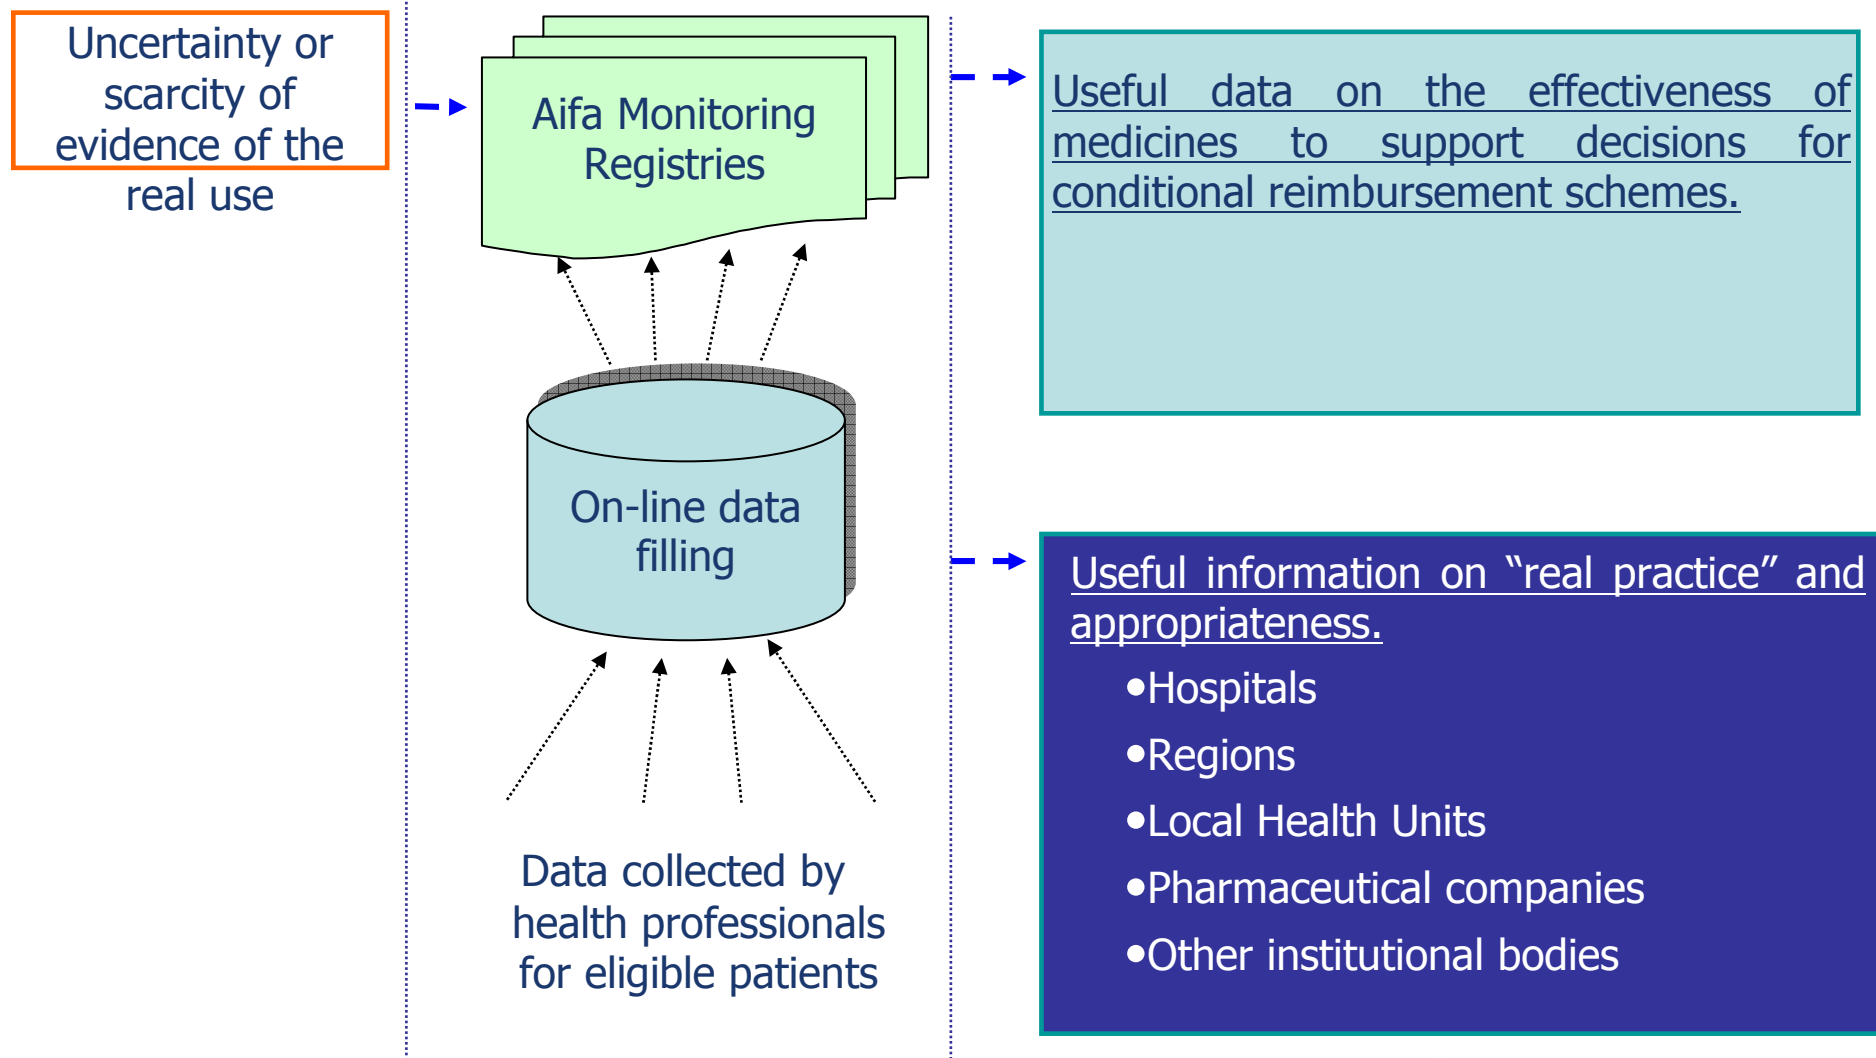 Uncertainty or
scarcity of
evidence of the
real use
Aifa Monitoring
Registries
On-line data
filling
Data collected by
health professionals
for eligible patients
Useful data on the effectiveness of
medicines to support decisions for
conditional reimbursement schemes.
Useful information on “real practice” and
appropriateness.
•Hospitals
•Regions
•Local Health Units
•Pharmaceutical companies
•Other institutional bodies